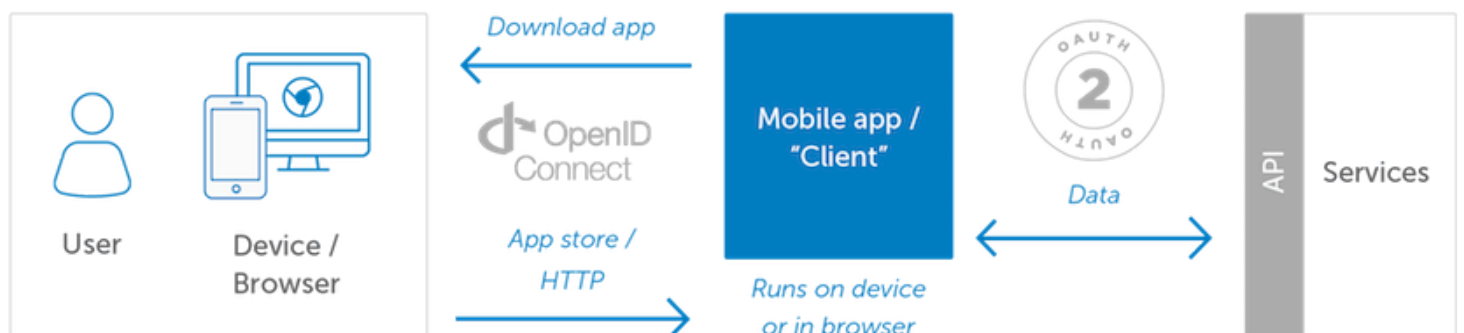 User
Device /
Browser
Download app
OpenID
Connect
App store /
HTTP
Mobile app /
“Client”
Runs on device
or in browser
OAUTH
2
OAUTH
Data
API
Services